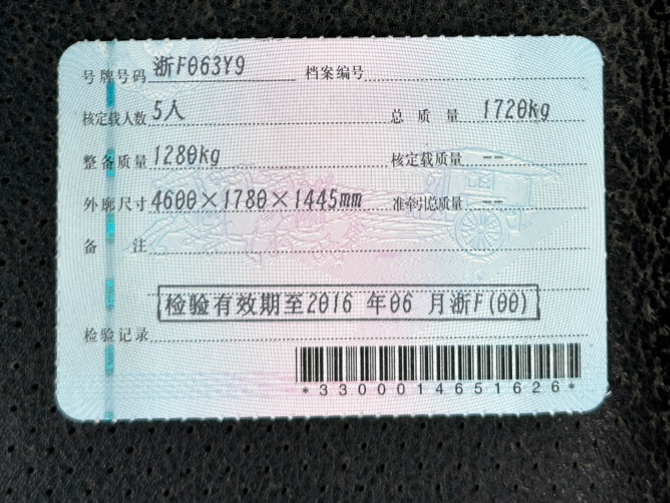 号牌号码 浙F063Y9 档案编号
核定载人数 5人 总质量 1720kg
整备质量 1280kg 核定载质量 --
外廓尺寸 4600×1780×1445mm 准牵引总质量 --
备注
检验有效期至2016 年06 月浙F(00)
检验记录
*3300014651626*